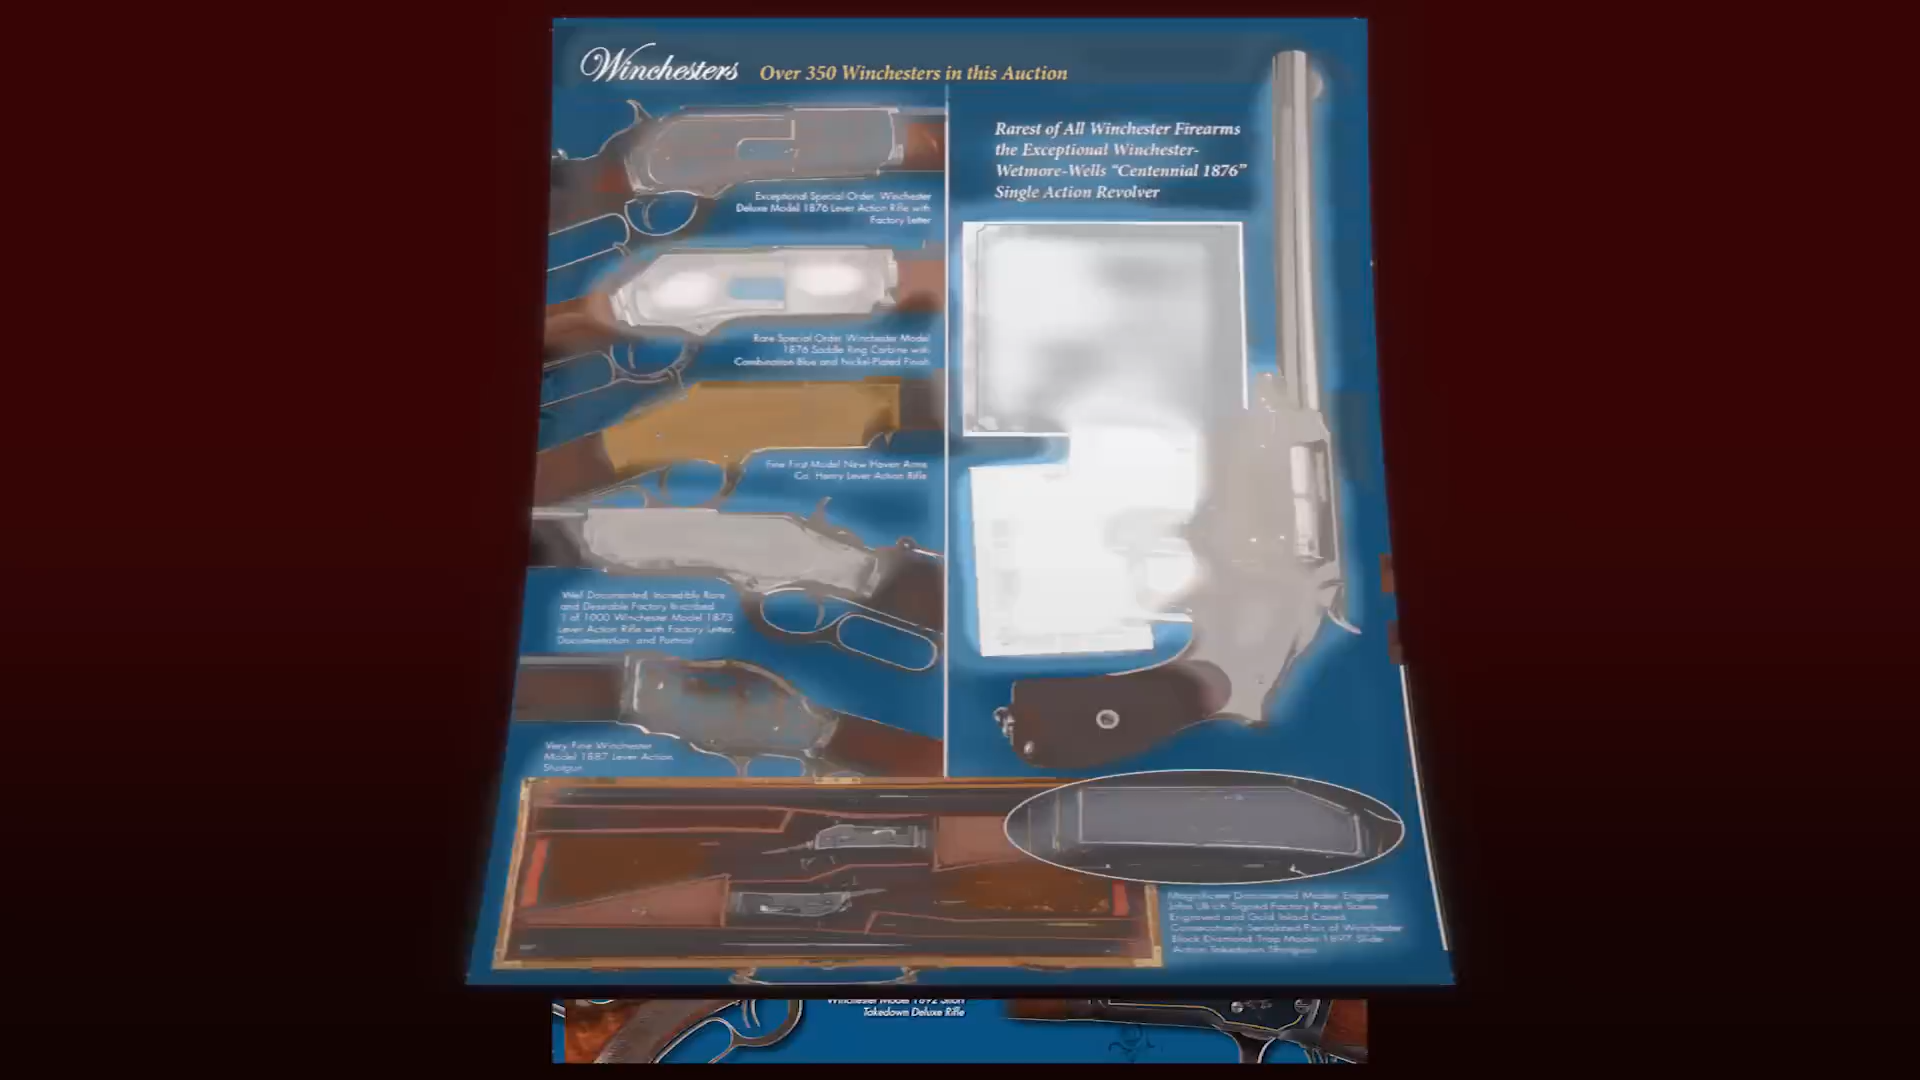 Winchesters Over 350 Winchesters in this Auction
Exceptional Special Order, Winchester
Deluxe Model 1876 Lever Action Rifle with
Factory Letter
Rare Special Order Winchester Model
1876 Saddle Ring Carbine with
Combination Blue and Nickel-Plated Finish
Fine First Model New Haven Arms
Co. Henry Lever Action Rifle
Well Documented, Incredibly Rare
and Desirable Factory Inscribed
1 of 1000 Winchester Model 1873
Lever Action Rifle with Factory Letter,
Documentation and Portrait
Very Fine Winchester
Model 1887 Lever Action
Shotgun
Rarest of All Winchester Firearms
the Exceptional Winchester-
Wetmore-Wells "Centennial 1876"
Single Action Revolver
Magnificent Documented Master Engraver
John Ulrich Signed Factory Panel Scene
Engraved and Gold Inlaid Cased
Consecutively Serialized Pair of Winchester
Black Diamond Trap Model 1897 Slide
Action Takedown Shotguns
Winchester Model 1892 Short
Takedown Deluxe Rifle